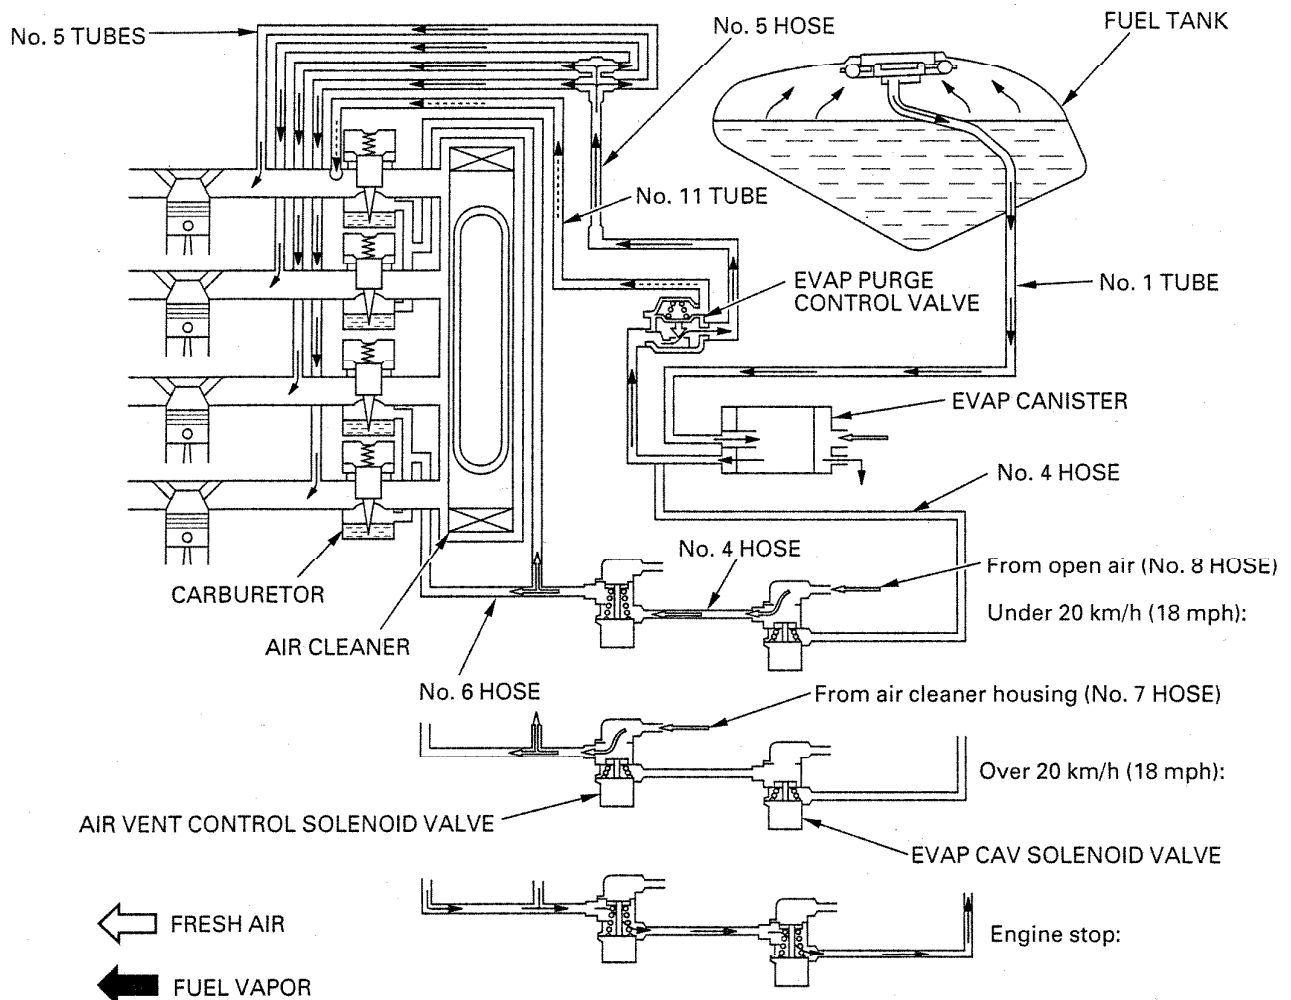 No. 5 TUBES
No. 5 HOSE
FUEL TANK
No. 11 TUBE
EVAP PURGE
CONTROL VALVE
No. 1 TUBE
EVAP CANISTER
No. 4 HOSE
No. 4 HOSE
From open air (No. 8 HOSE)
Under 20 km/h (18 mph):
CARBURETOR
AIR CLEANER
No. 6 HOSE
From air cleaner housing (No. 7 HOSE)
Over 20 km/h (18 mph):
AIR VENT CONTROL SOLENOID VALVE
EVAP CAV SOLENOID VALVE
FRESH AIR
Engine stop:
FUEL VAPOR